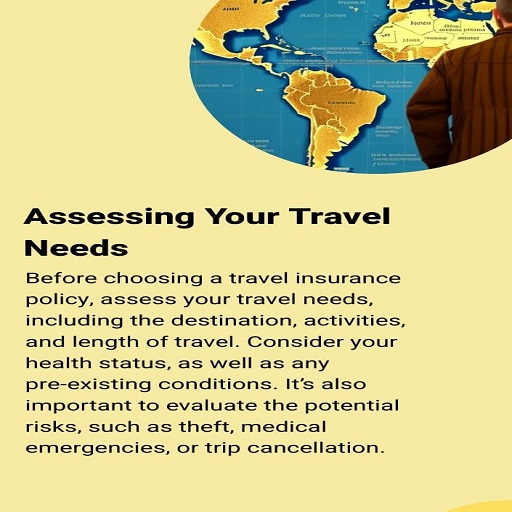 Assessing Your Travel
Needs
Before choosing a travel insurance
policy, assess your travel needs,
including the destination, activities,
and length of travel. Consider your
health status, as well as any
pre-existing conditions. It’s also
important to evaluate the potential
risks, such as theft, medical
emergencies, or trip cancellation.